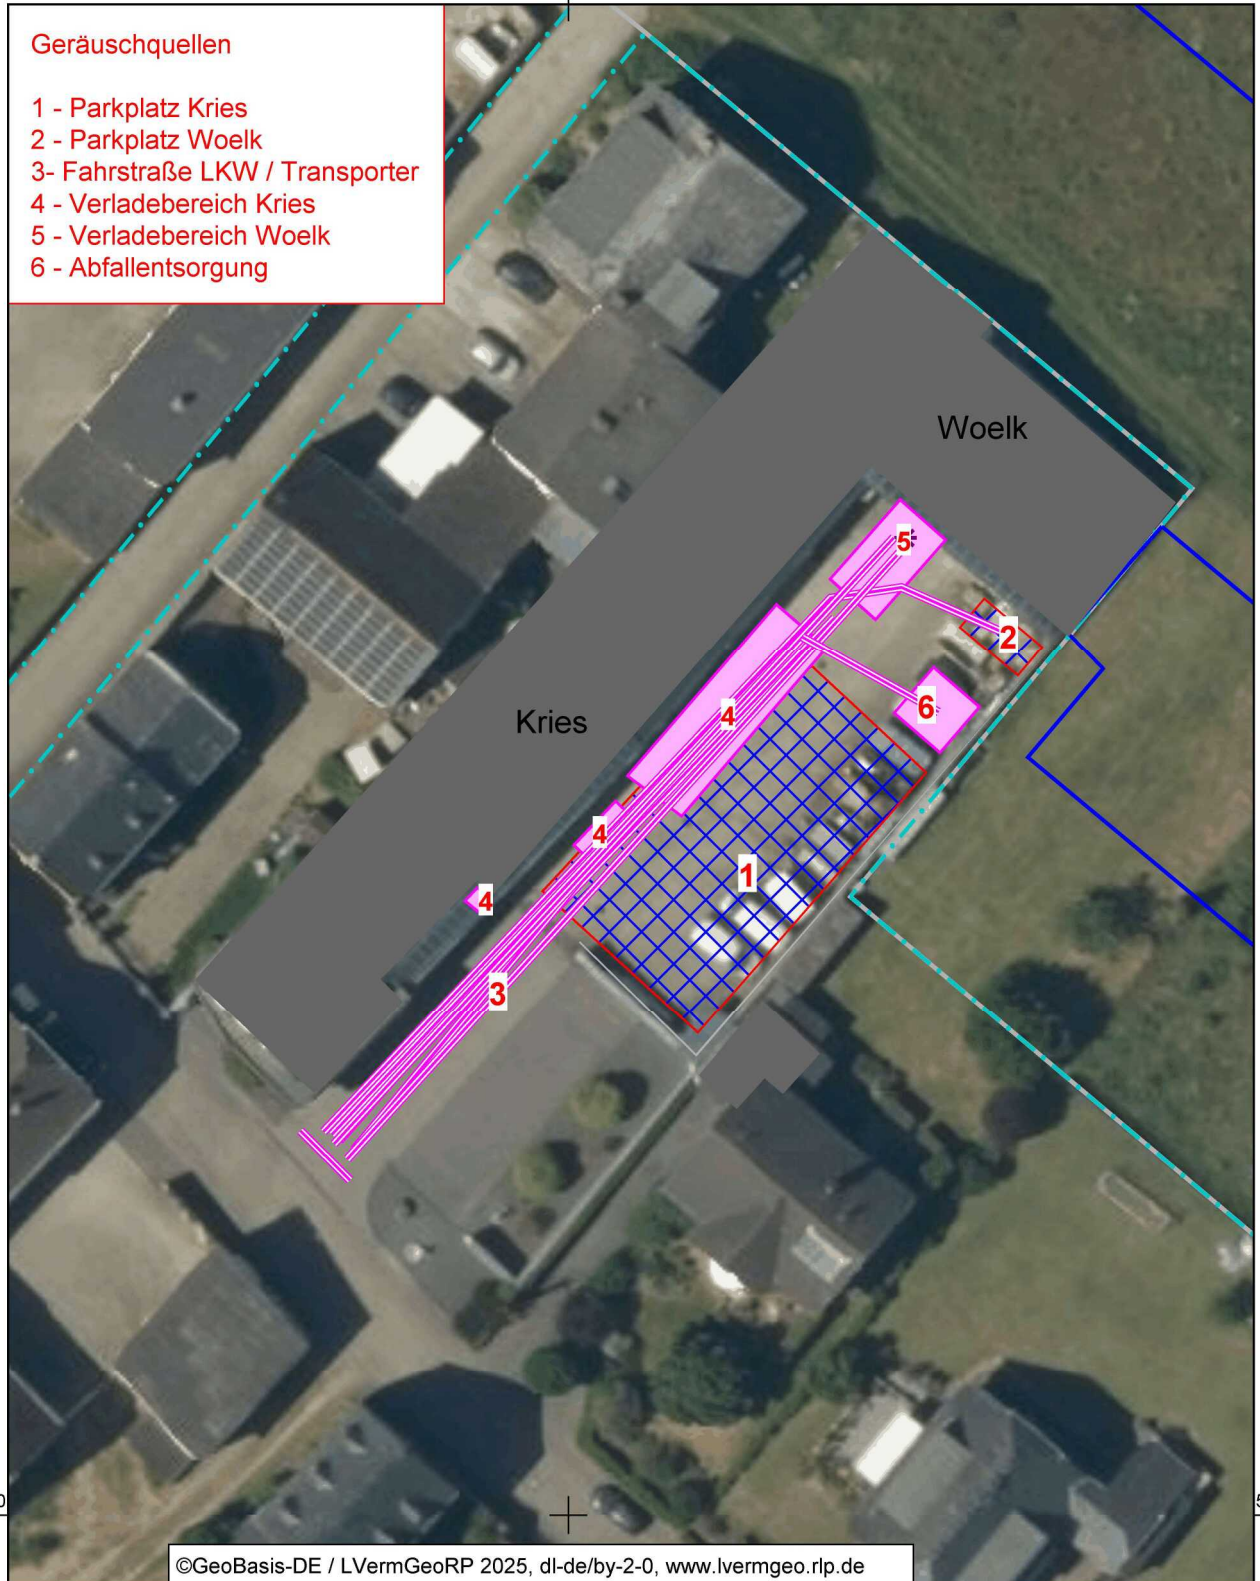 Geräuschquellen
1 - Parkplatz Kries
2 - Parkplatz Woelk
3- Fahrstraße LKW / Transporter
4 - Verladebereich Kries
5 - Verladebereich Woelk
6 - Abfallentsorgung
Woelk
5
2
6
Kries
4
4
1
4
3
0
©GeoBasis-DE / LVermGeoRP 2025, dl-de/by-2-0, www.lvermgeo.rlp.de